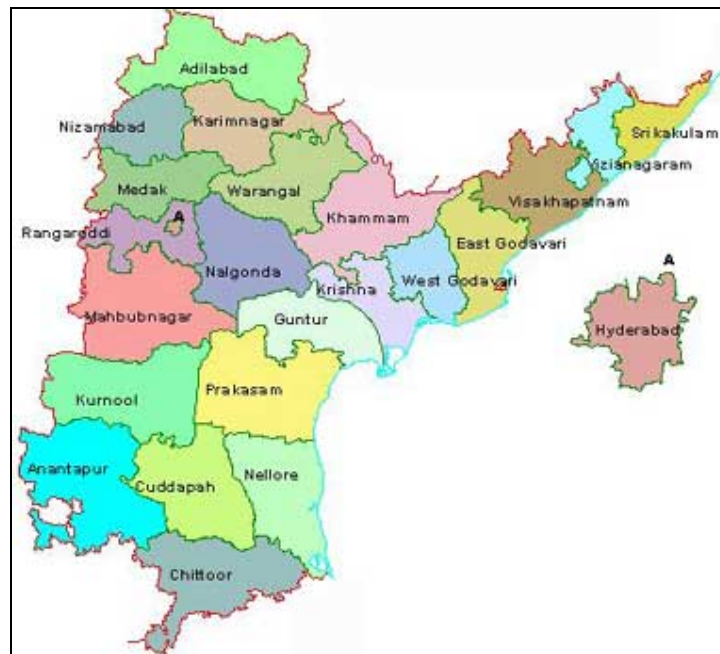 Adilabad
Nizamabad
Karimnagar
Srikakulam
Vizianagaram
Medak
Warangal
Visakhapatnam
Khammam
A
Rangareddi
East Godavari
A
Nalgonda
Krishna
West Godavari
Mahbubnagar
Guntur
Hyderabad
Prakasam
Kurnool
Anantapur
Cuddapah
Nellore
Chittoor